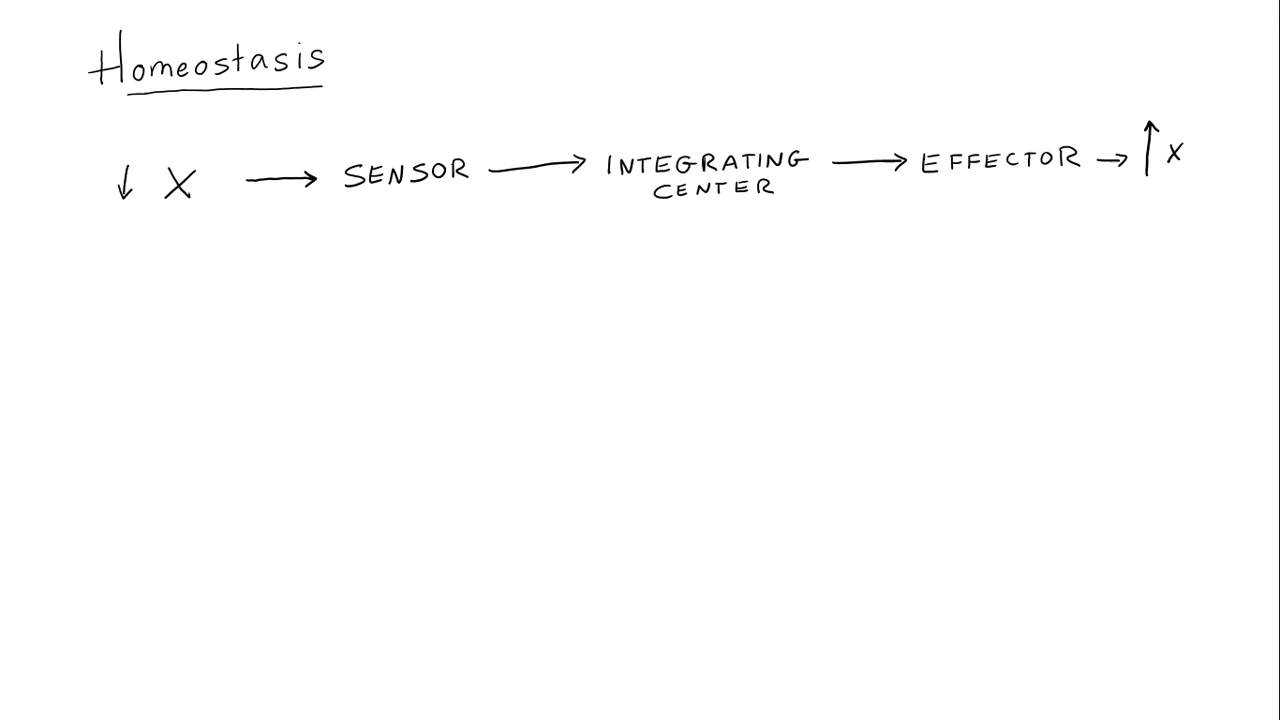 Homeostasis
↓ X → SENSOR → INTEGRATING CENTER → EFFECTOR → ↑ X